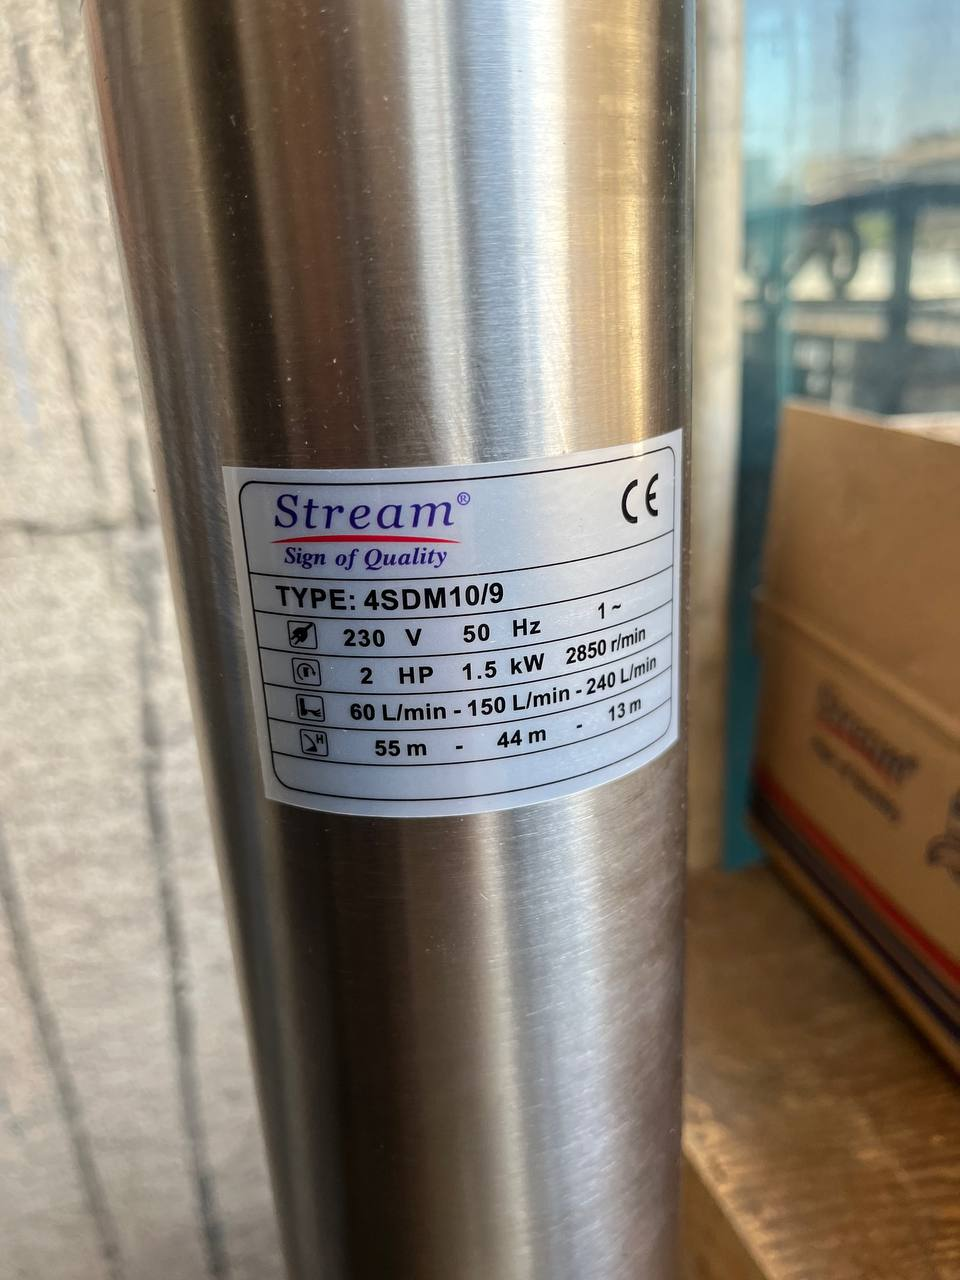 Stream®
Sign of Quality
CE
TYPE: 4SDM10/9
230 V 50 Hz 1 ~
2 HP 1.5 kW 2850 r/min
60 L/min - 150 L/min - 240 L/min
H
55 m - 44 m - 13 m
Stream